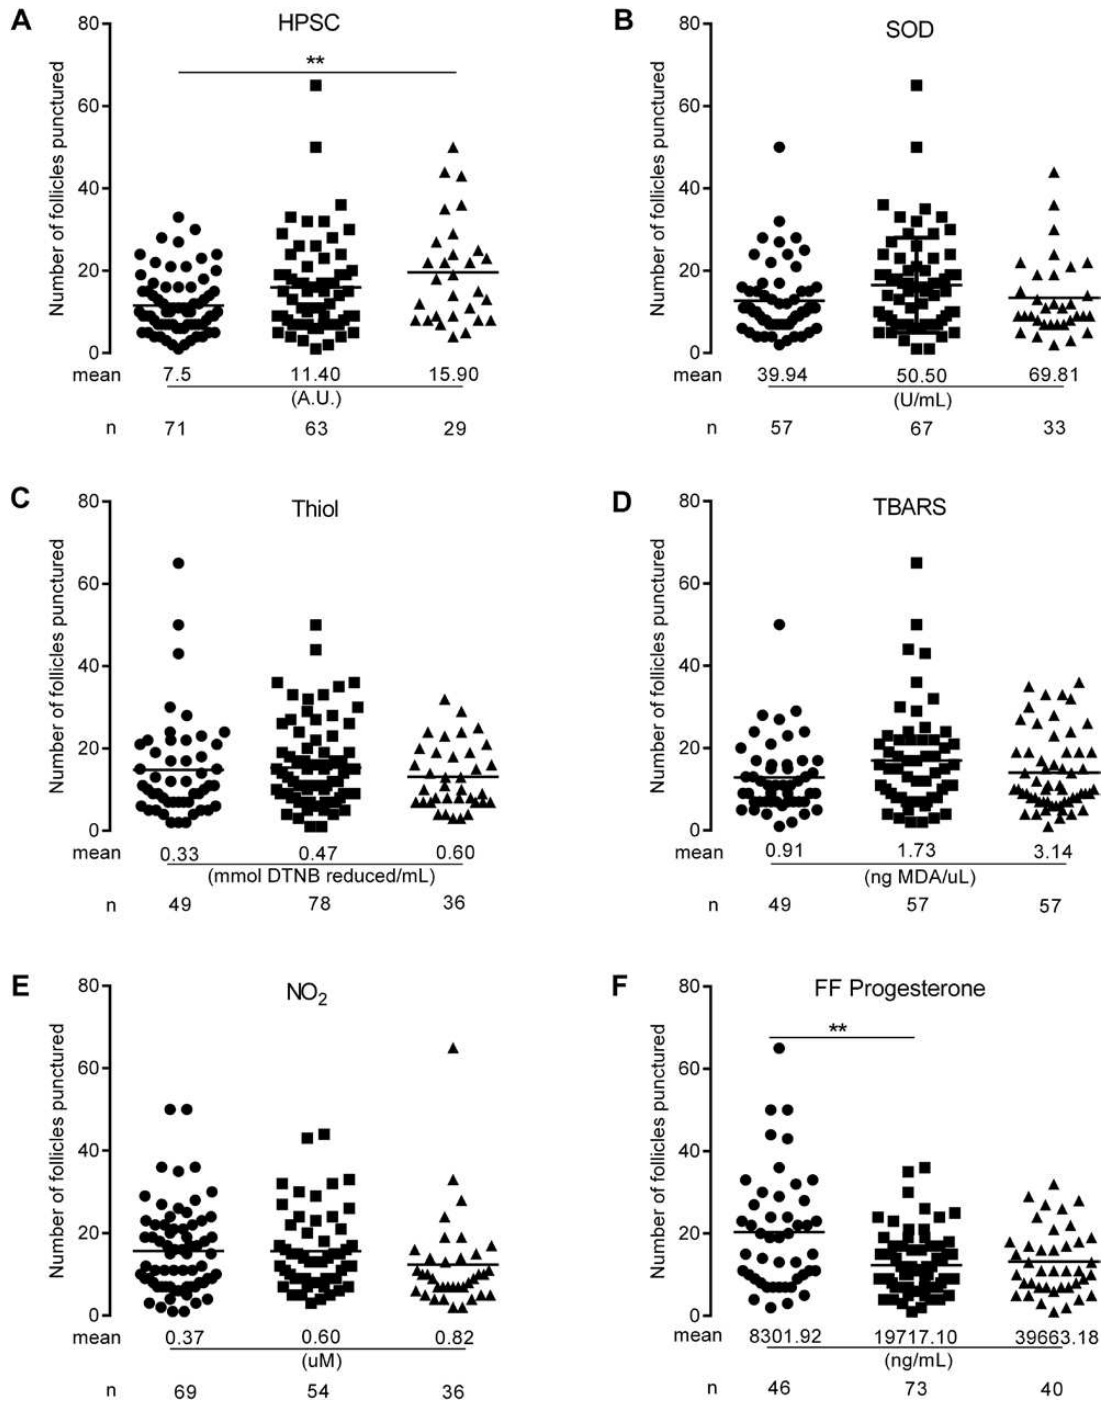 A
HPSC
**
Number of follicles punctured
80
60
40
20
0
mean 7.5 11.40 15.90
(A.U.)
n 71 63 29
B
SOD
Number of follicles punctured
80
60
40
20
0
mean 39.94 50.50 69.81
(U/mL)
n 57 67 33
C
Thiol
Number of follicles punctured
80
60
40
20
0
mean 0.33 0.47 0.60
(mmol DTNB reduced/mL)
n 49 78 36
D
TBARS
Number of follicles punctured
80
60
40
20
0
mean 0.91 1.73 3.14
(ng MDA/uL)
n 49 57 57
E
NO2
Number of follicles punctured
80
60
40
20
0
mean 0.37 0.60 0.82
(uM)
n 69 54 36
F
FF Progesterone
**
Number of follicles punctured
80
60
40
20
0
mean 8301.92 19717.10 39663.18
(ng/mL)
n 46 73 40